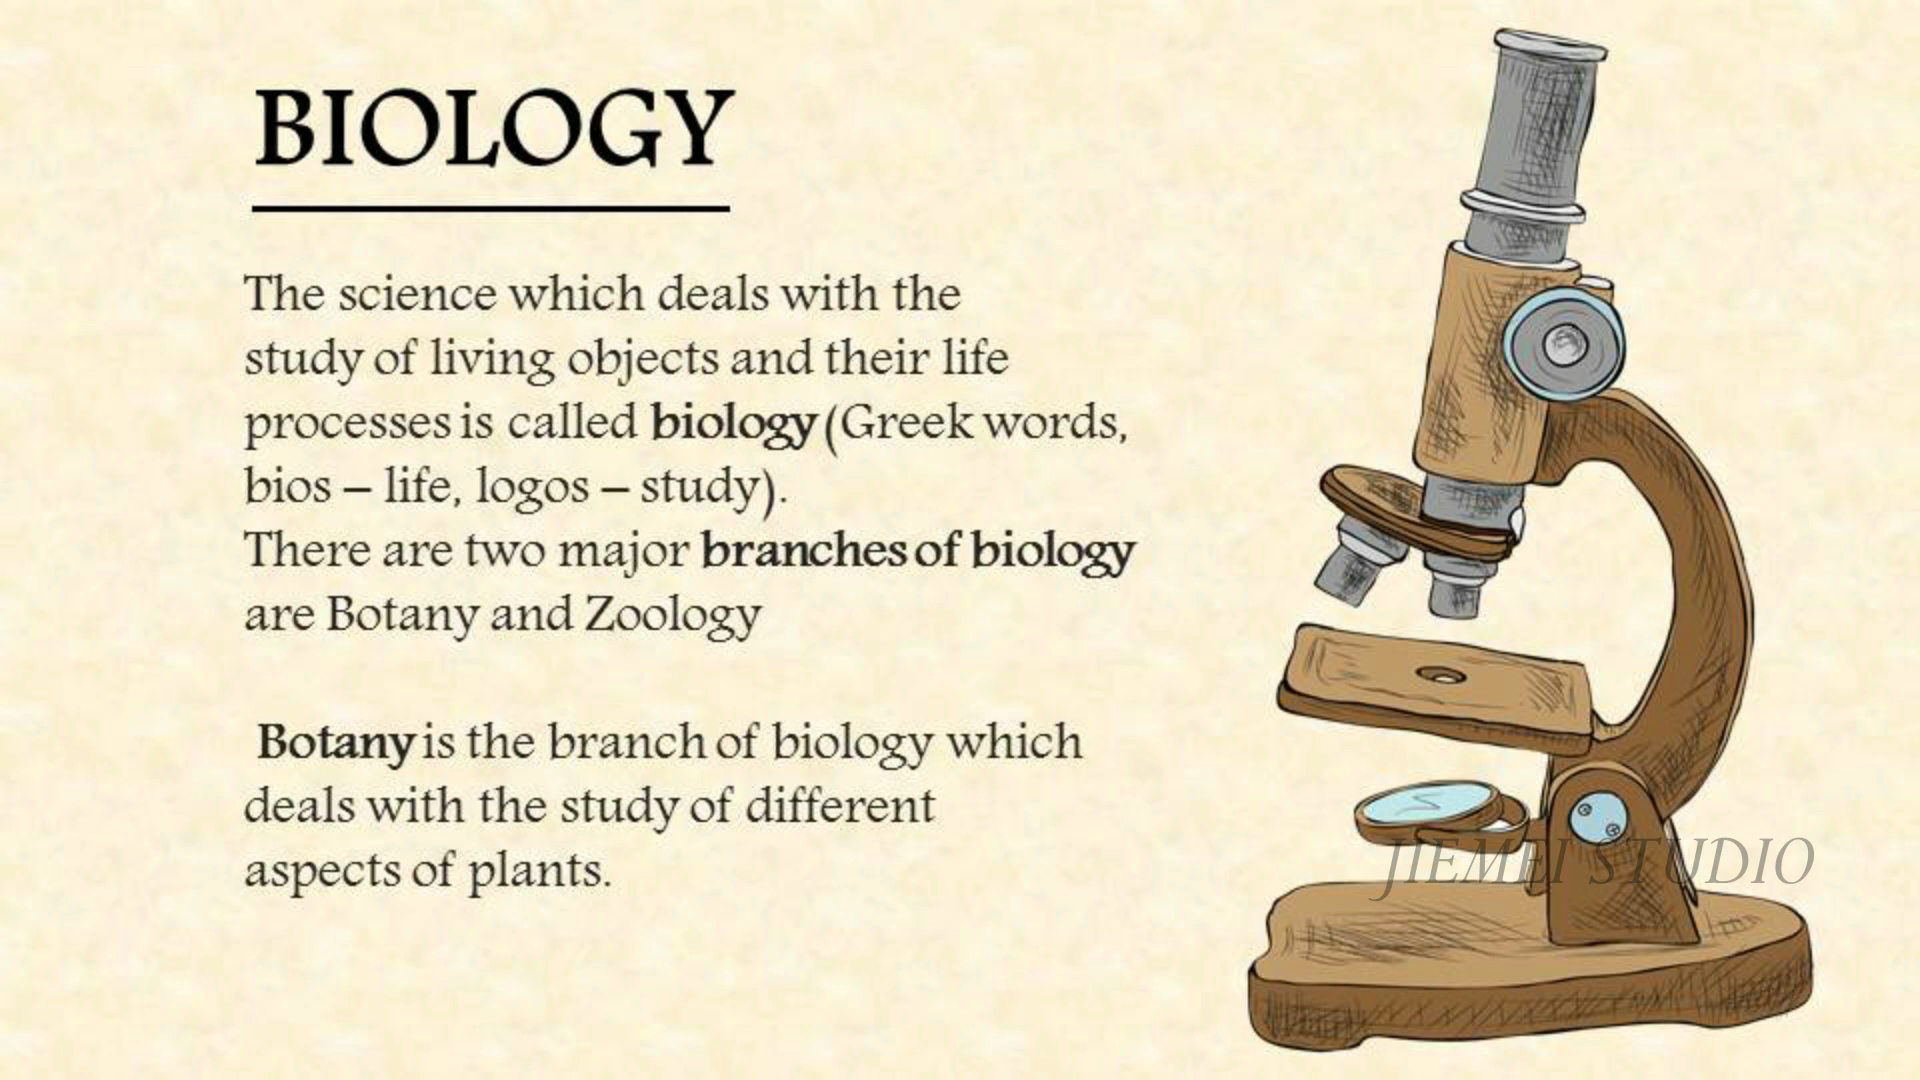 BIOLOGY
The science which deals with the
study of living objects and their life
processes is called biology (Greek words,
bios – life, logos – study).
There are two major branches of biology
are Botany and Zoology
Botany is the branch of biology which
deals with the study of different
aspects of plants.
JIEMEI STUDIO